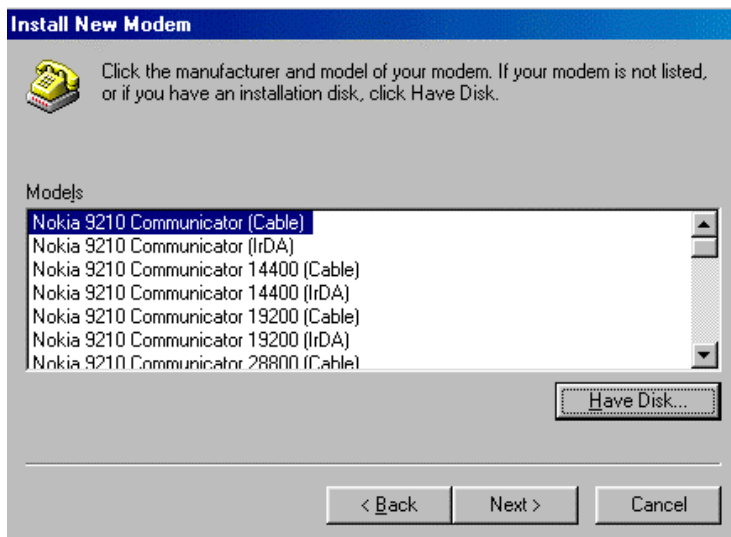 Install New Modem
Click the manufacturer and model of your modem. If your modem is not listed,
or if you have an installation disk, click Have Disk.
Models
Nokia 9210 Communicator (Cable)
Nokia 9210 Communicator (IrDA)
Nokia 9210 Communicator 14400 (Cable)
Nokia 9210 Communicator 14400 (IrDA)
Nokia 9210 Communicator 19200 (Cable)
Nokia 9210 Communicator 19200 (IrDA)
Nokia 9210 Communicator 28800 (Cable)
Have Disk...
< Back Next > Cancel